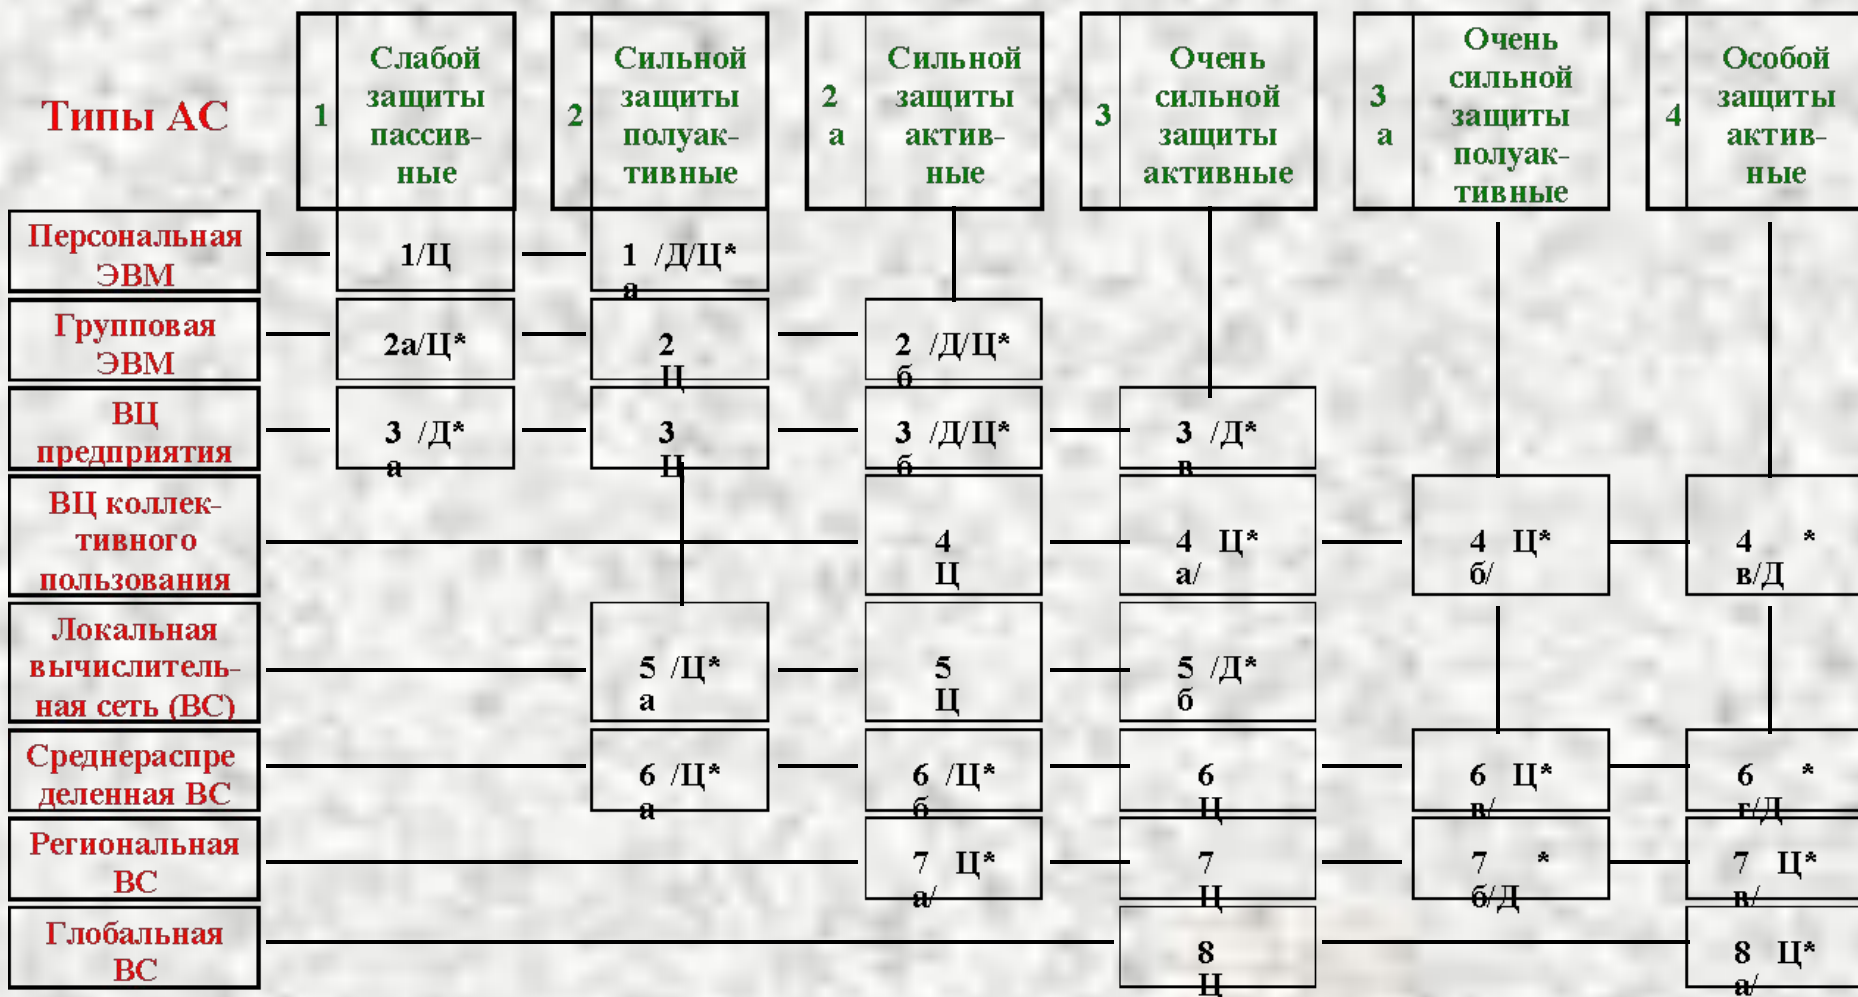 Типы АС
1
Слабой
защиты
пассив-
ные
2
Сильной
защиты
полуак-
тивные
2
а
Сильной
защиты
актив-
ные
3
Очень
сильной
защиты
активные
3
а
Очень
сильной
защиты
полуак-
тивные
4
Особой
защиты
актив-
ные
Персональная
ЭВМ
1/Ц
1 /Д/Ц*
а
Групповая
ЭВМ
2а/Ц*
2
Ц
2 /Д/Ц*
б
ВЦ
предприятия
3 /Д*
а
3
Ц
3 /Д/Ц*
б
3 /Д*
в
ВЦ коллек-
тивного
пользования
4
Ц
4 Ц*
а/
4 Ц*
б/
4 *
в/Д
Локальная
вычислитель-
ная сеть (ВС)
5 /Ц*
а
5
Ц
5 /Д*
б
Среднераспре
деленная ВС
6 /Ц*
а
6 /Ц*
б
6
Ц
6 Ц*
в/
6 *
г/Д
Региональная
ВС
7 Ц*
а/
7
Ц
7 *
б/Д
7 Ц*
в/
Глобальная
ВС
8
Ц
8 Ц*
а/